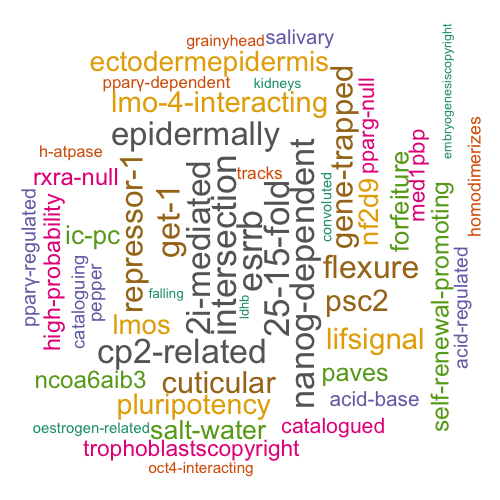 grainyhead
salivary
ectodermepidermis
pparγ-dependent
kidneys
lmo-4-interacting
epidermally
h-atpase
rxra-null
tracks
pparγ-regulated
high-probability
cataloguing
pepper
ic-pc
repressor-1
get-1
2i-mediated
intersection
esrrb
25-15-fold
nanog-dependent
convoluted
gene-trapped
nf2d9
pparg-null
forfeiture
med1pbp
embryogenesiscopyright
homodimerizes
self-renewal-promoting
acid-regulated
falling
ldhb
flexure
psc2
lmos
lifsignal
cp2-related
ncoa6aib3
cuticular
paves
pluripotency
acid-base
oestrogen-related
salt-water
catalogued
trophoblastscopyright
oct4-interacting